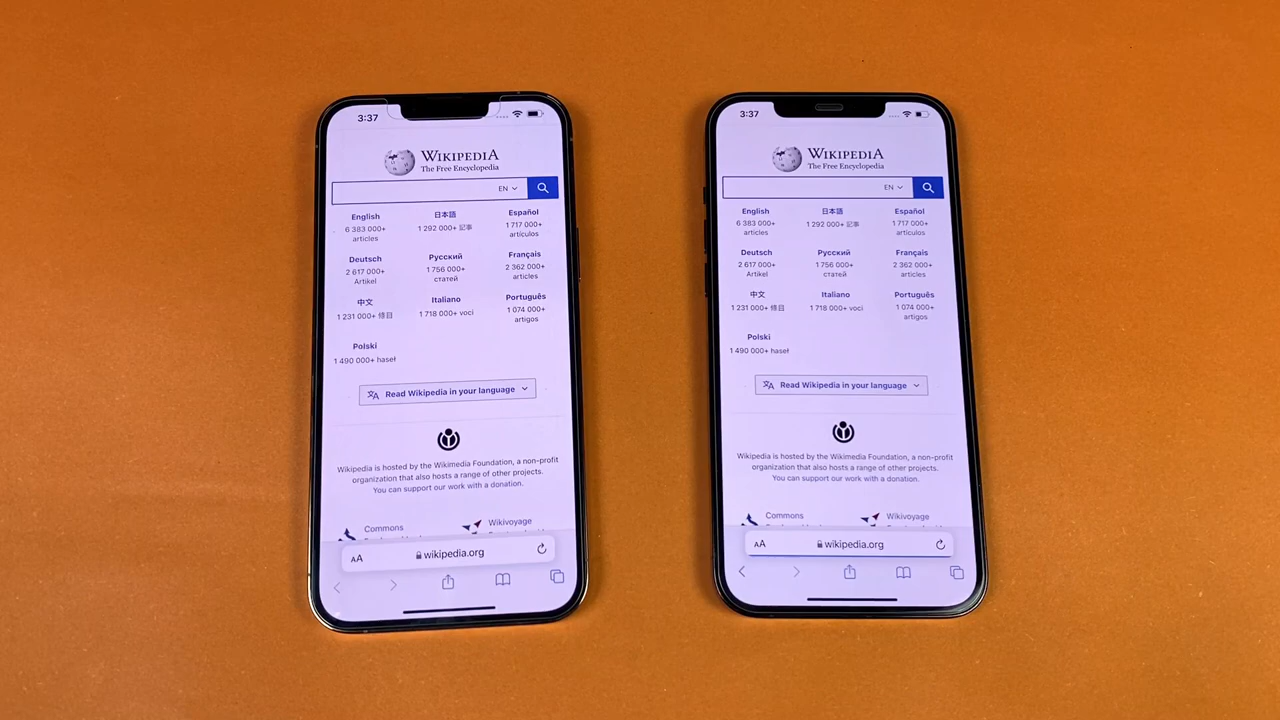 3:37
WIKIPEDIA
The Free Encyclopedia
EN
English
6 383 000+
articles
日本語
1 292 000+ 記事
Español
1 717 000+
artículos
Deutsch
2 617 000+
Artikel
Русский
1 756 000+
статей
Français
2 362 000+
articles
中文
1 231 000+ 條目
Italiano
1 718 000+ voci
Português
1 074 000+
artigos
Polski
1 490 000+ haseł
Read Wikipedia in your language
Wikipedia is hosted by the Wikimedia Foundation, a non-profit
organization that also hosts a range of other projects.
You can support our work with a donation.
Commons
Wikivoyage
AA
wikipedia.org
3:37
WIKIPEDIA
The Free Encyclopedia
EN
English
6 383 000+
articles
日本語
1 292 000+ 記事
Español
1 717 000+
artículos
Deutsch
2 617 000+
Artikel
Русский
1 756 000+
статей
Français
2 362 000+
articles
中文
1 231 000+ 條目
Italiano
1 718 000+ voci
Português
1 074 000+
artigos
Polski
1 490 000+ haseł
Read Wikipedia in your language
Wikipedia is hosted by the Wikimedia Foundation, a non-profit
organization that also hosts a range of other projects.
You can support our work with a donation.
Commons
Wikivoyage
AA
wikipedia.org